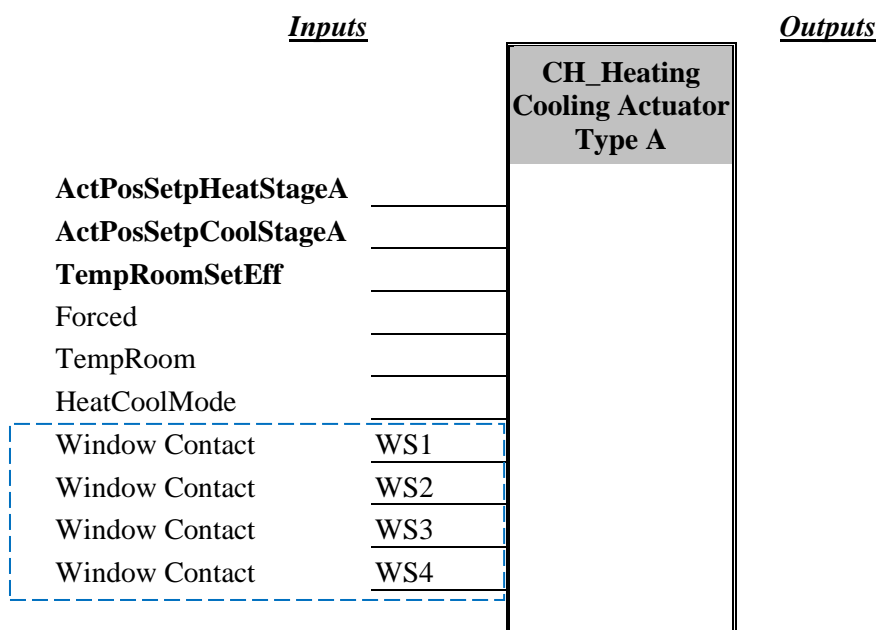 Inputs
Outputs
CH_Heating
Cooling Actuator
Type A
ActPosSetpHeatStageA
ActPosSetpCoolStageA
TempRoomSetEff
Forced
TempRoom
HeatCoolMode
Window Contact WS1
Window Contact WS2
Window Contact WS3
Window Contact WS4